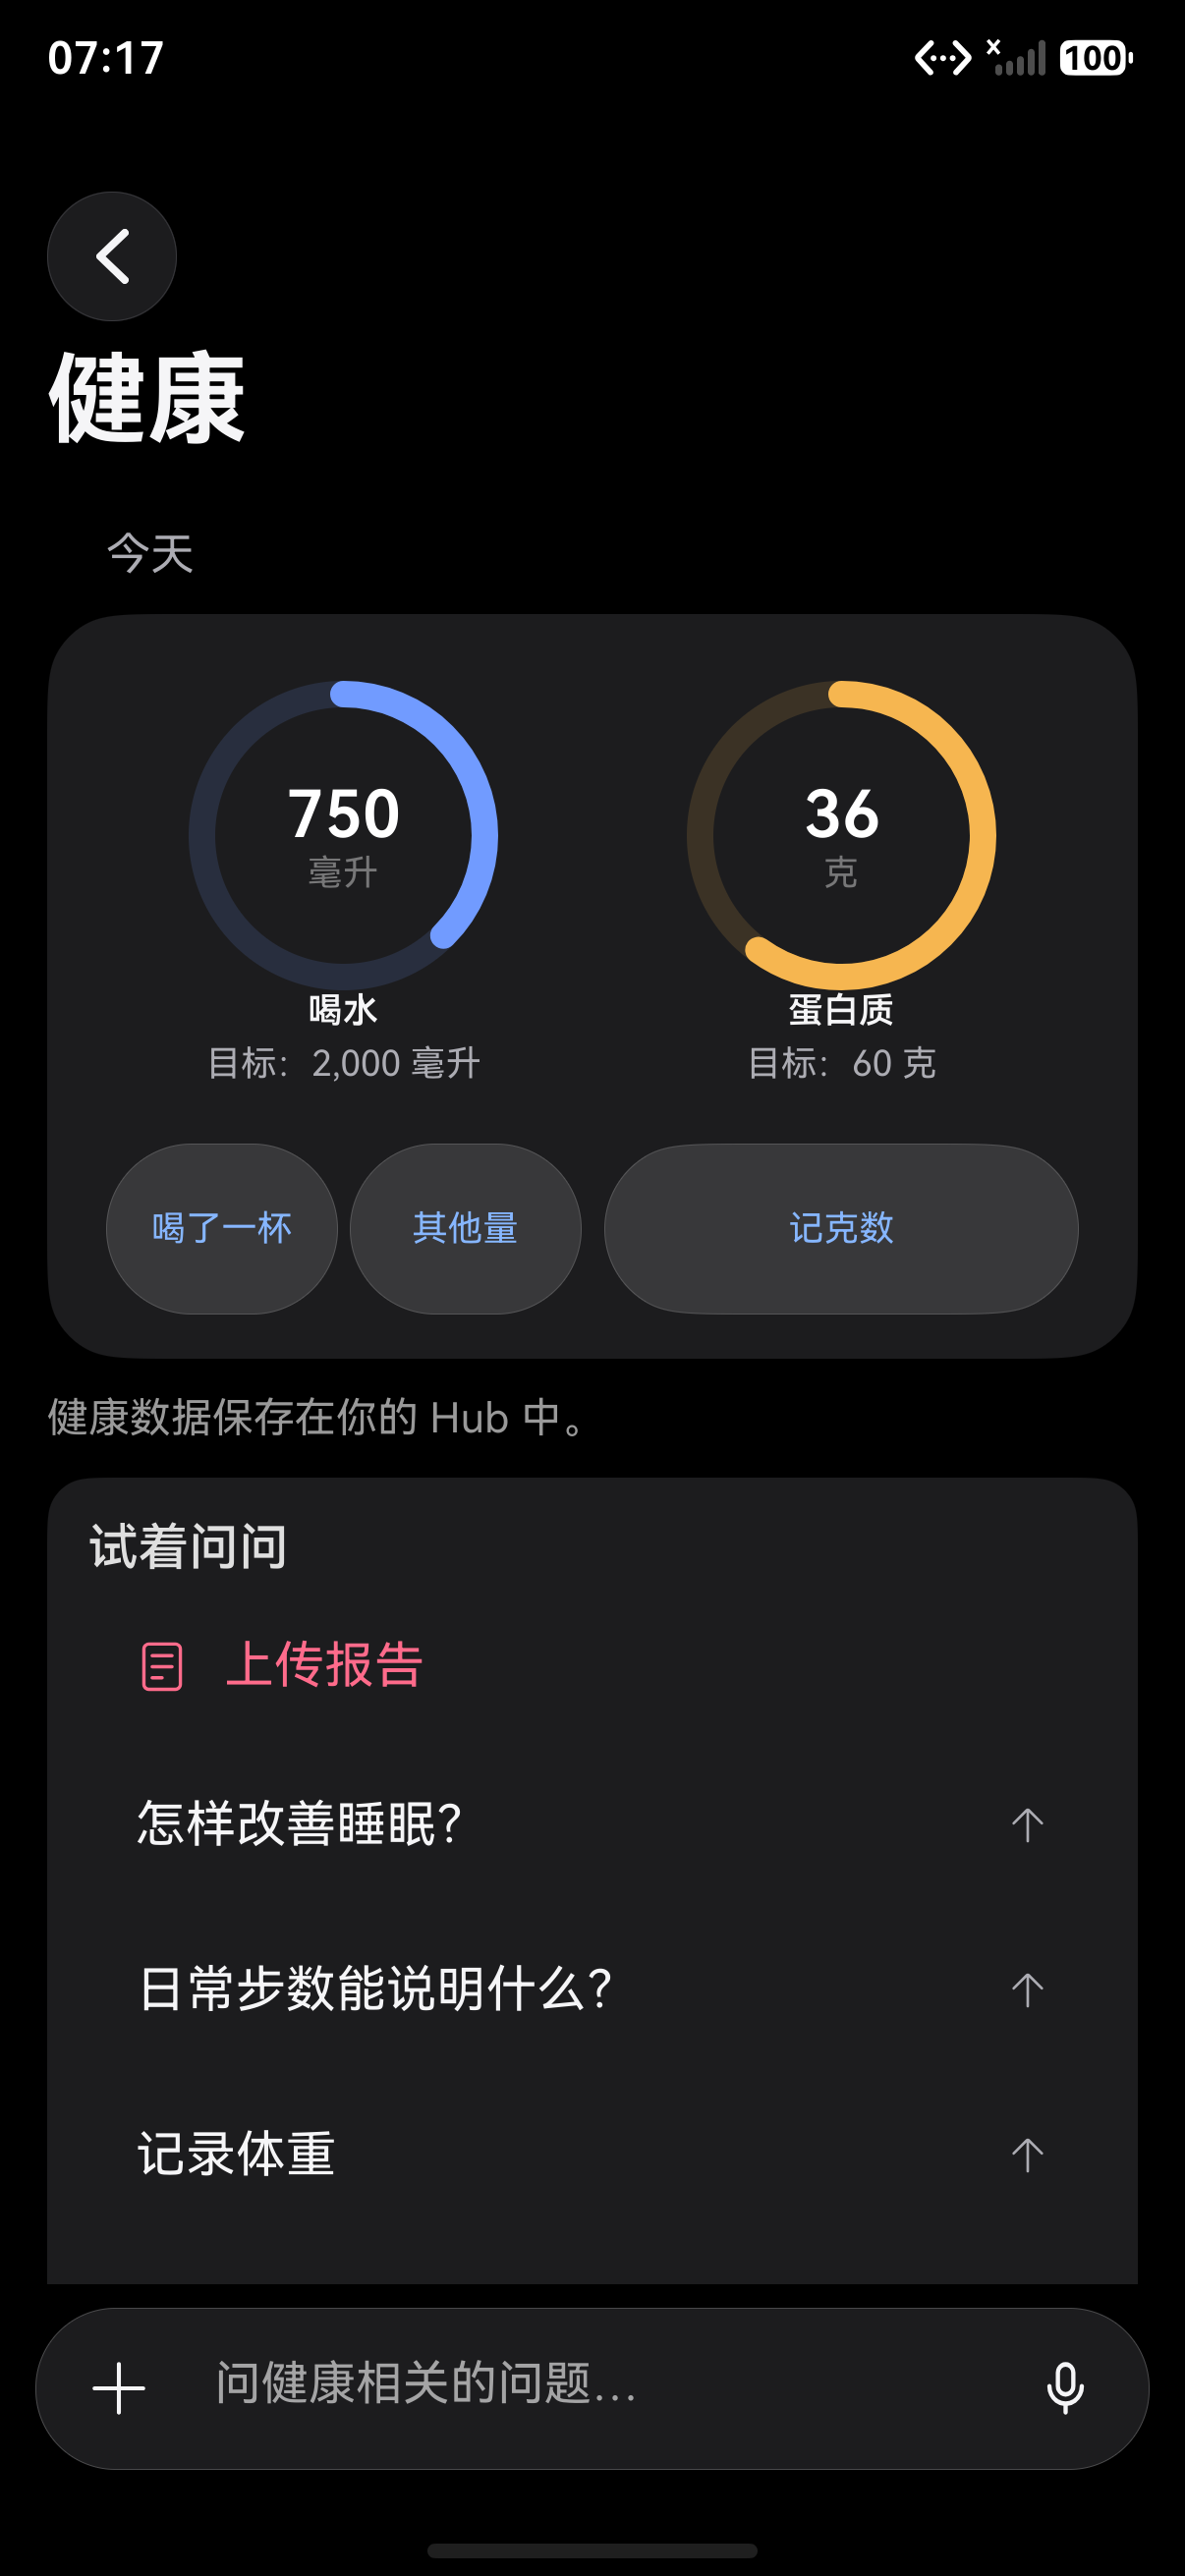 07:17
100
健康
今天
750
毫升
喝水
目标：2,000 毫升
36
克
蛋白质
目标：60 克
喝了一杯
其他量
记克数
健康数据保存在你的 Hub 中。
试着问问
上传报告
怎样改善睡眠？
日常步数能说明什么？
记录体重
问健康相关的问题…